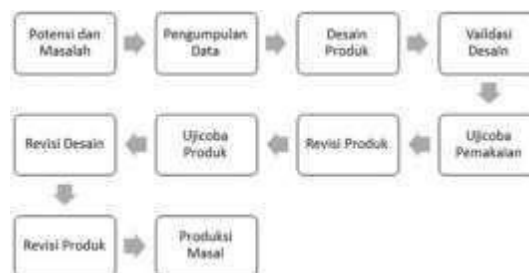 Potensi dan
Masalah
Pengumpulan
Data
Desain
Produk
Validasi
Desain
Ujicoba
Pemakaian
Revisi Produk
Ujicoba
Produk
Revisi Desain
Revisi Produk
Produksi
Masal